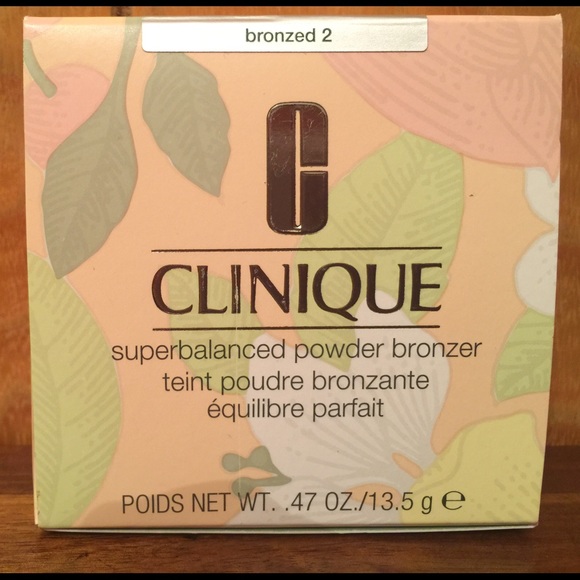 bronzed 2
C
CLINIQUE
superbalanced powder bronzer
teint poudre bronzante
équilibre parfait
POIDS NET WT. .47 OZ./13.5 g ℮